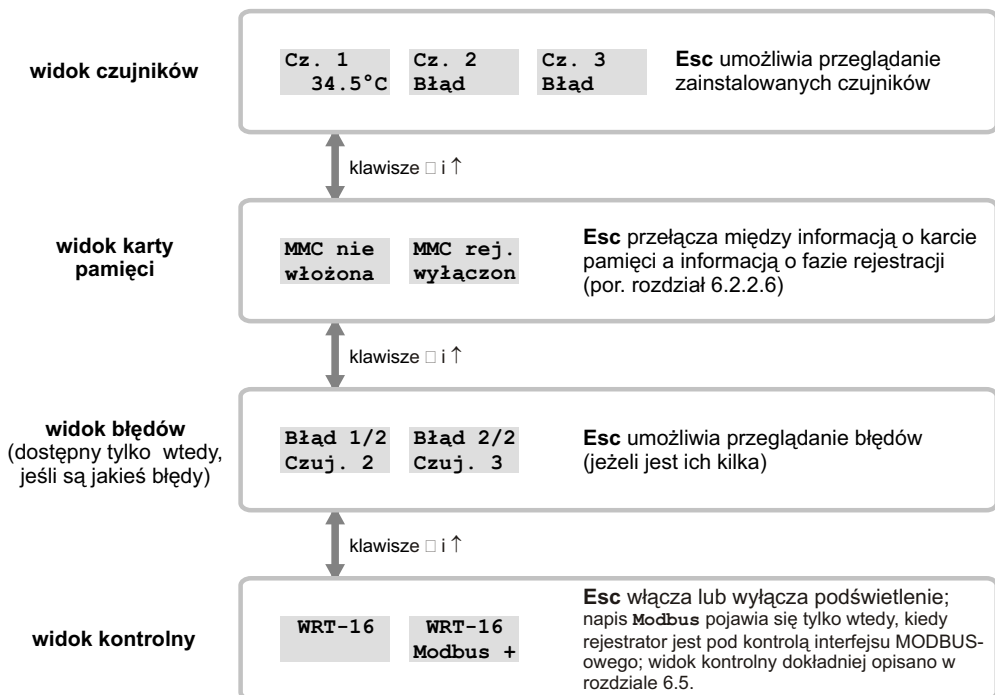 widok czujników
Cz. 1
34.5°C
Cz. 2
Błąd
Cz. 3
Błąd
Esc umożliwia przeglądanie
zainstalowanych czujników
klawisze □ i ↑
widok karty
pamięci
MMC nie
włożona
MMC rej.
wyłączon
Esc przełącza między informacją o karcie
pamięci a informacją o fazie rejestracji
(por. rozdział 6.2.2.6)
klawisze □ i ↑
widok błędów
(dostępny tylko wtedy,
jeśli są jakieś błędy)
Błąd 1/2
Czuj. 2
Błąd 2/2
Czuj. 3
Esc umożliwia przeglądanie błędów
(jeżeli jest ich kilka)
klawisze □ i ↑
widok kontrolny
WRT-16
WRT-16
Modbus +
Esc włącza lub wyłącza podświetlenie;
napis Modbus pojawia się tylko wtedy, kiedy
rejestrator jest pod kontrolą interfejsu MODBUS-
owego; widok kontrolny dokładniej opisano w
rozdziale 6.5.